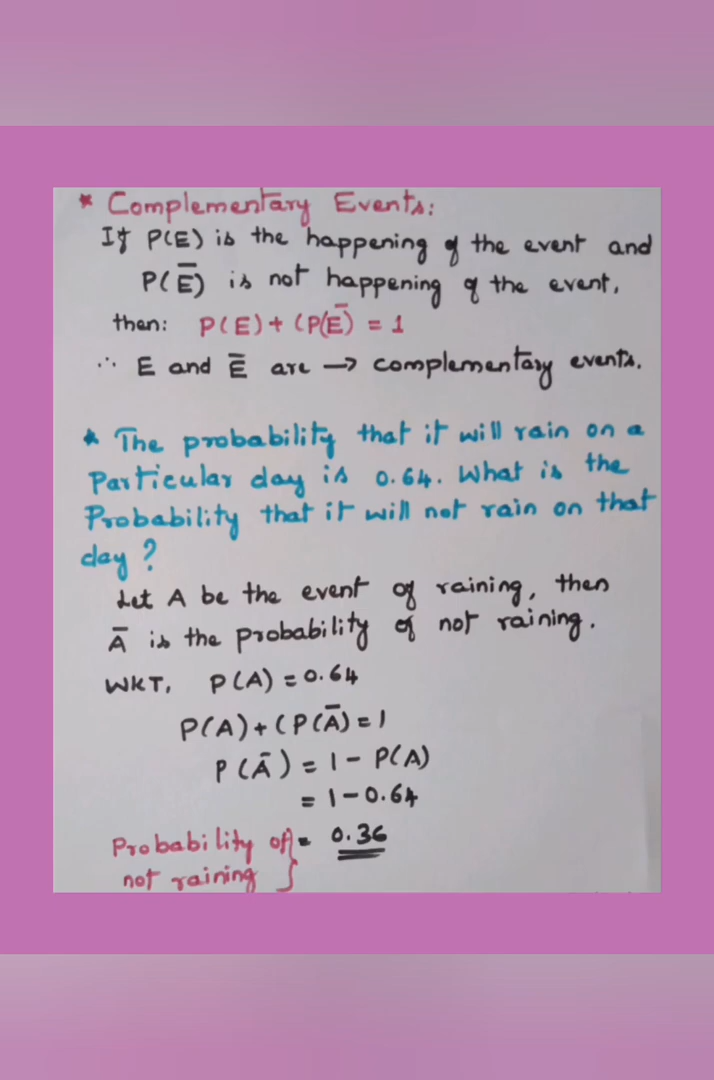 * Complementary Events:
If P(E) is the happening of the event and
P(Ē) is not happening of the event,
then: P(E) + (P(Ē) = 1
∴ E and Ē are → complementary events.
* The probability that it will rain on a
Particular day is 0.64. What is the
Probability that it will not rain on that
day?
Let A be the event of raining, then
Ā is the probability of not raining.
WKT, P(A) = 0.64
P(A) + (P(Ā) = 1
P(Ā) = 1 - P(A)
= 1 - 0.64
Probability of } = 0.36
not raining